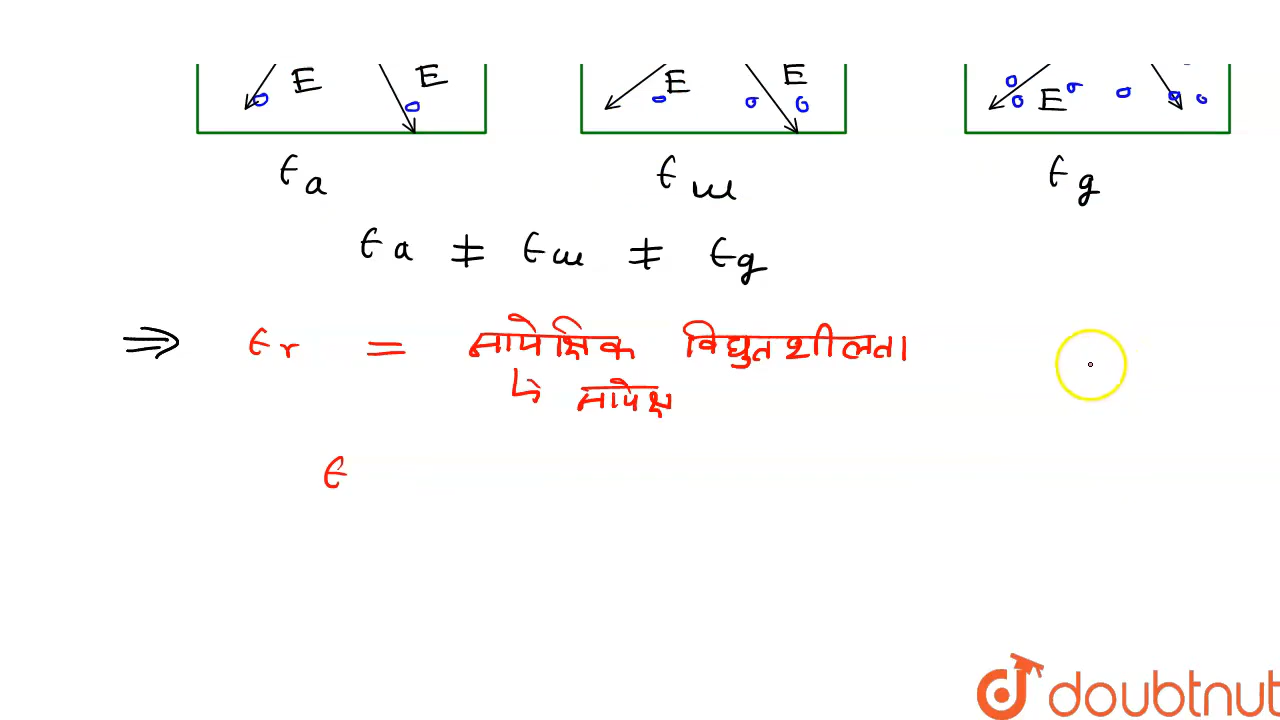 E E E E E
ϵa ϵw ϵg
ϵa ≠ ϵw ≠ ϵg
⇒ ϵr = सापेक्षिक विद्युतशीलता
↳ सापेक्ष
ϵ
doubtnut